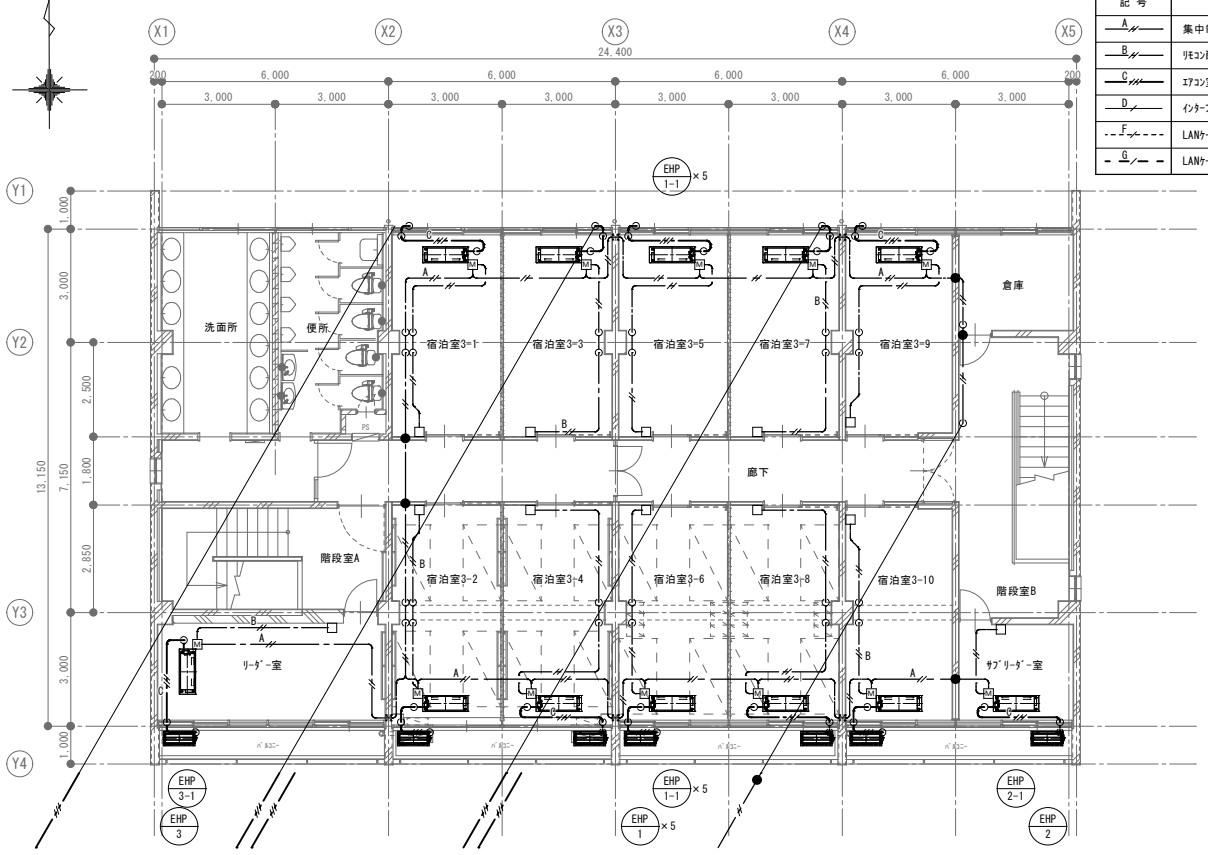 記 号
A 集中
B リモコン
C エアコン
D インターフ
F LANケ
G LANケ
X1 X2 X3 X4 X5
24,400
200 6,000 6,000 6,000 6,000 200
3,000 3,000 3,000 3,000 3,000 3,000 3,000 3,000
EHP 1-1 ×5
Y1
1,000
C C
M M M M M
A A
3,000
倉庫
B
洗面所 便所
Y2
宿泊室3-1 宿泊室3-3 宿泊室3-5 宿泊室3-7 宿泊室3-9
2,500
PS
B
13,150 7,150 1,800
廊下
2,850
階段室A
B
宿泊室3-2 宿泊室3-4 宿泊室3-6 宿泊室3-8 宿泊室3-10
階段室B
Y3
B
A
M
リーダー室
B
サブリーダー室
3,000
A A A
C
M M M M M M
バルコニー バルコニー バルコニー
1,000
Y4
EHP 3-1
EHP 1-1 ×5
EHP 2-1
EHP 3
EHP 1 ×5
EHP 2